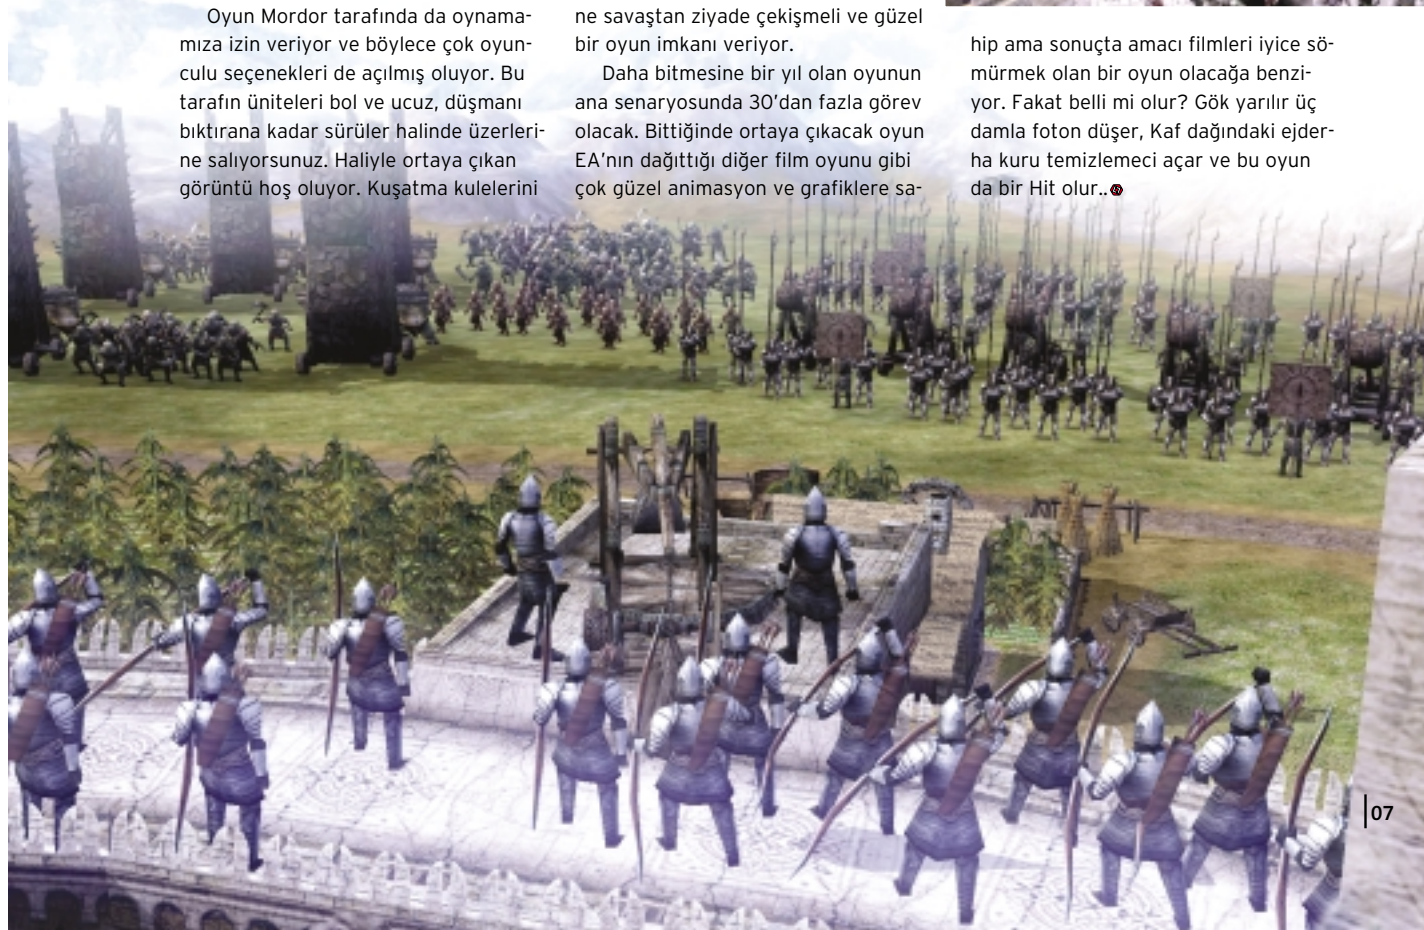 Oyun Mordor tarafında da oynama-
mıza izin veriyor ve böylece çok oyun-
culu seçenekleri de açılmış oluyor. Bu
tarafın üniteleri bol ve ucuz, düşmanı
bıktırana kadar sürüler halinde üzerleri-
ne salıyorsunuz. Haliyle ortaya çıkan
görüntü hoş oluyor. Kuşatma kulelerini
ne savaştan ziyade çekişmeli ve güzel
bir oyun imkanı veriyor.
Daha bitmesine bir yıl olan oyunun
ana senaryosunda 30'dan fazla görev
olacak. Bittiğinde ortaya çıkacak oyun
EA'nın dağıttığı diğer film oyunu gibi
çok güzel animasyon ve grafiklere sa-
hip ama sonuçta amacı filmleri iyice sö-
mürmek olan bir oyun olacağa benzi-
yor. Fakat belli mi olur? Gök yarılır üç
damla foton düşer, Kaf dağındaki ejder-
ha kuru temizlemeci açar ve bu oyun
da bir Hit olur..
07